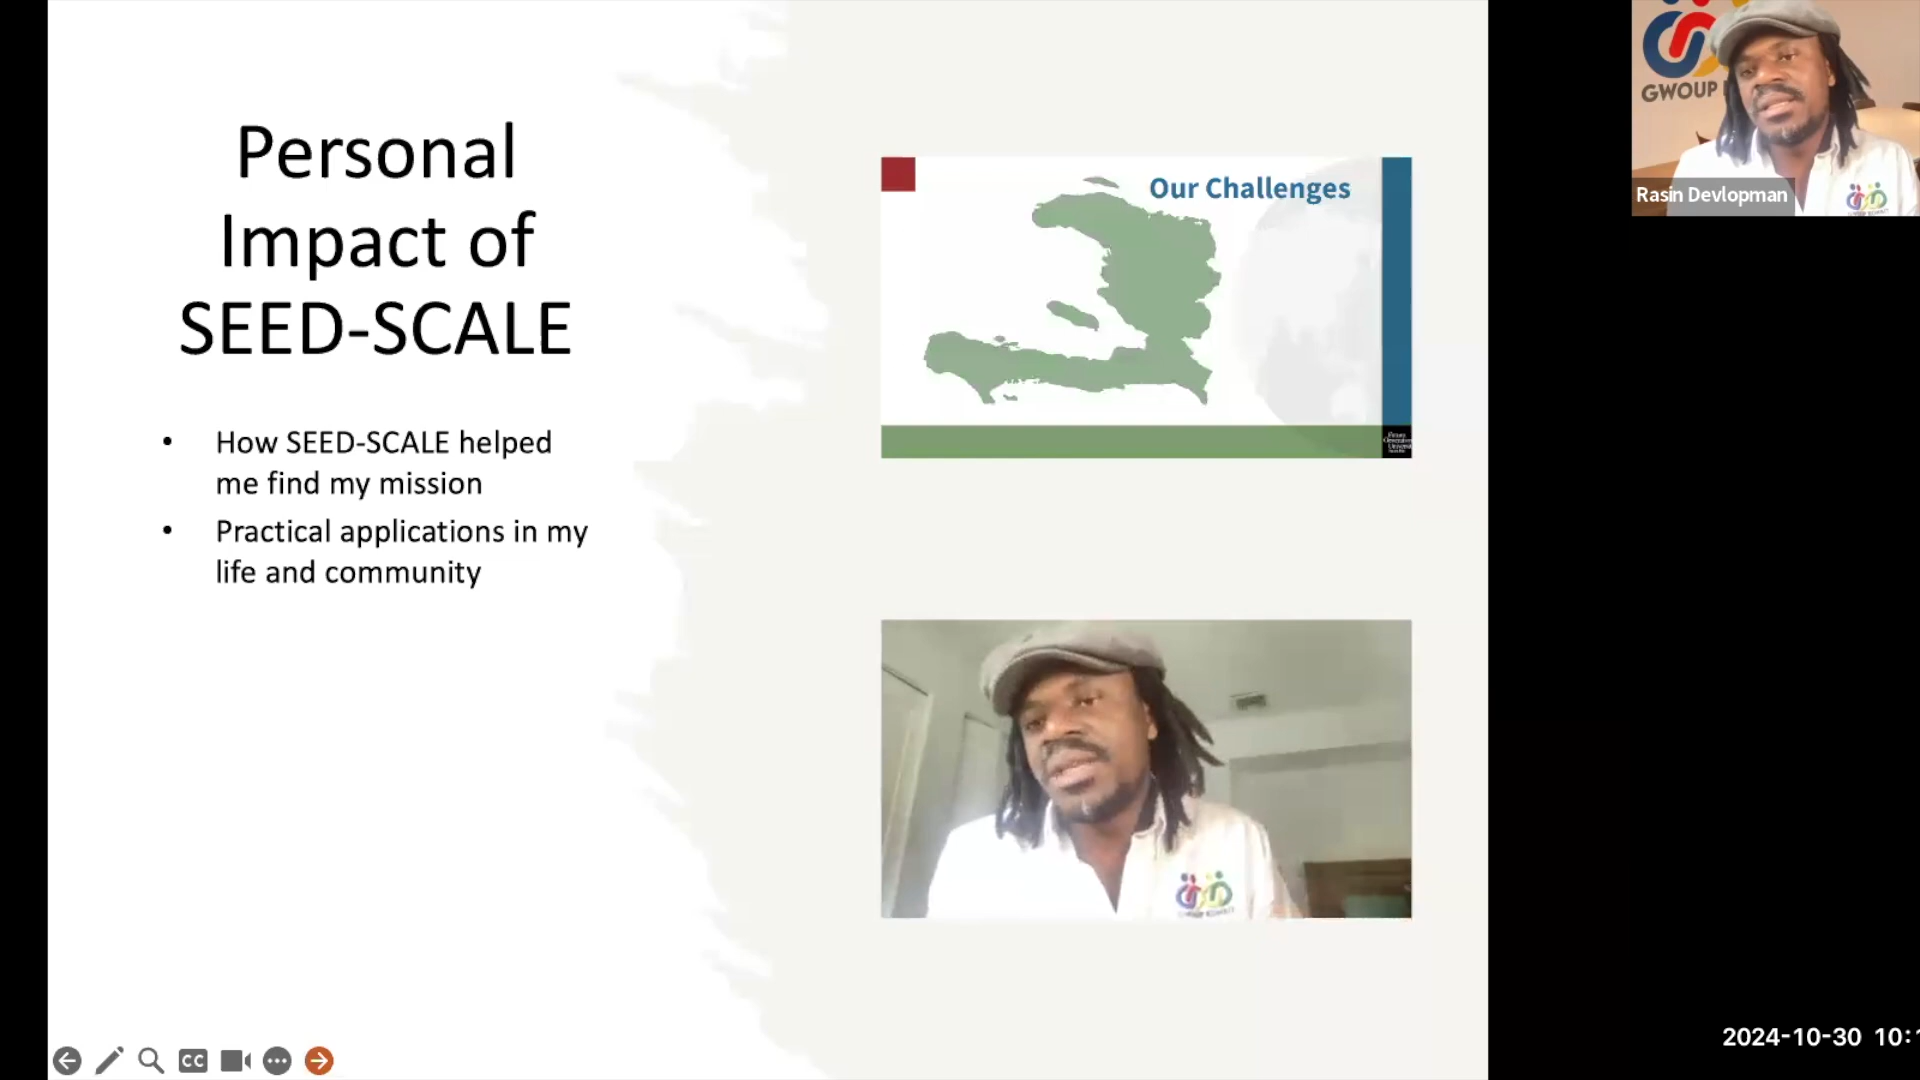 Personal
Impact of
SEED-SCALE
• How SEED-SCALE helped
me find my mission
• Practical applications in my
life and community
Our Challenges
GWOUP
Rasin Devlopman
CC
2024-10-30 10: